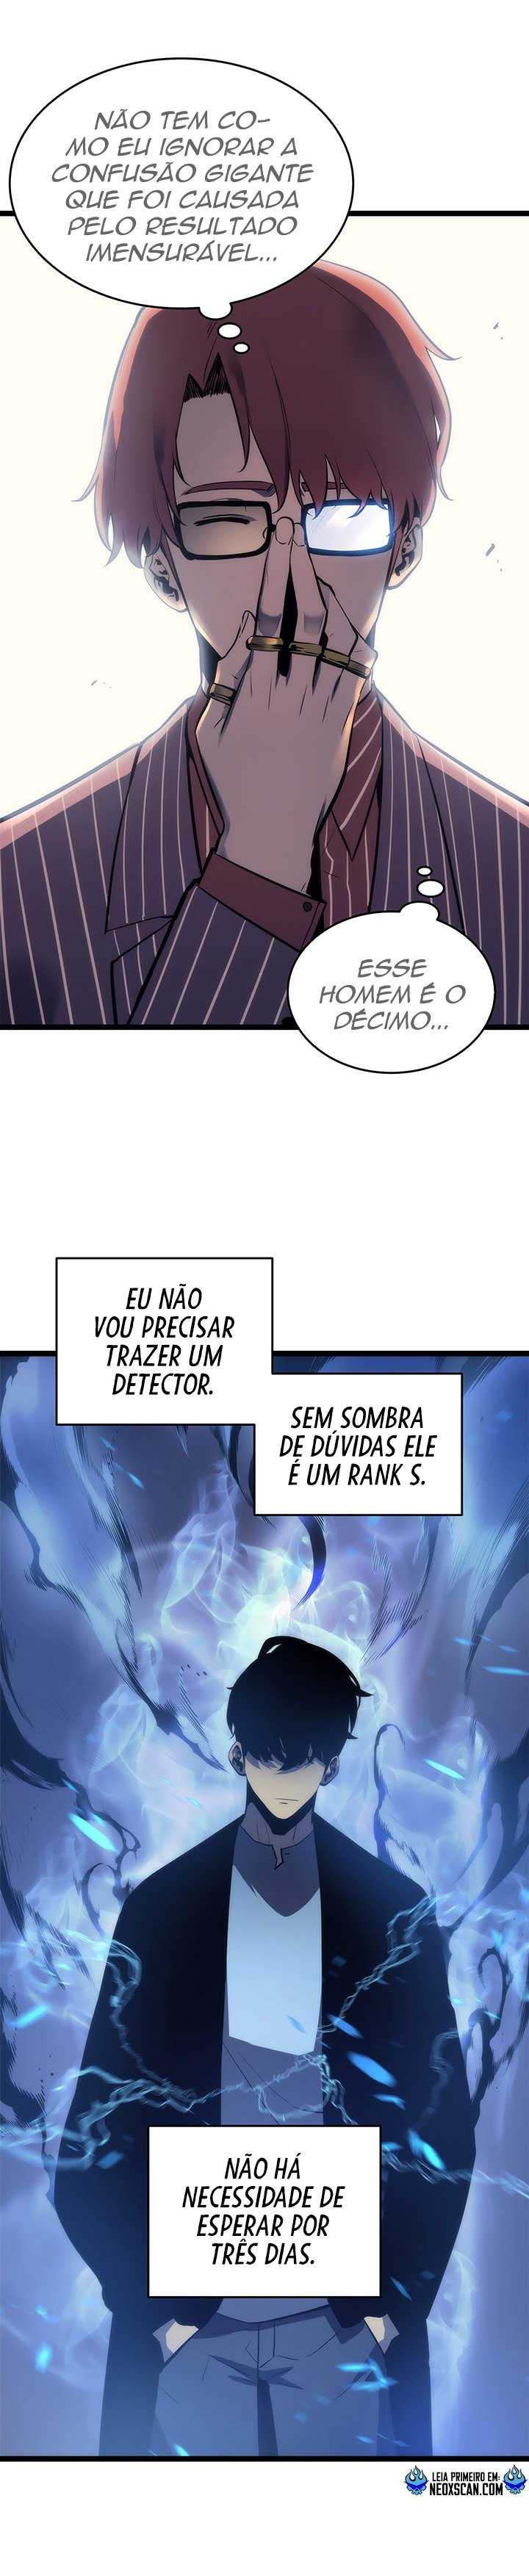 NÃO TEM CO-
MO EU IGNORAR A
CONFUSÃO GIGANTE
QUE FOI CAUSADA
PELO RESULTADO
IMENSURÁVEL...
ESSE
HOMEM É O
DÉCIMO...
EU NÃO
VOU PRECISAR
TRAZER UM
DETECTOR.
SEM SOMBRA
DE DÚVIDAS ELE
É UM RANK S.
NÃO HÁ
NECESSIDADE DE
ESPERAR POR
TRÊS DIAS.
LEIA PRIMEIRO EM:
NEOXSCAN.COM